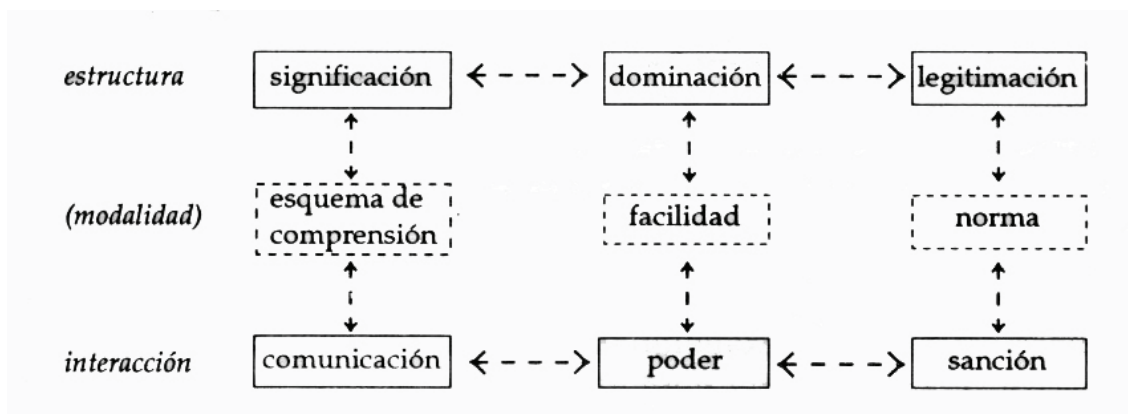 estructura significación dominación legitimación
(modalidad) esquema de comprensión facilidad norma
interacción comunicación poder sanción